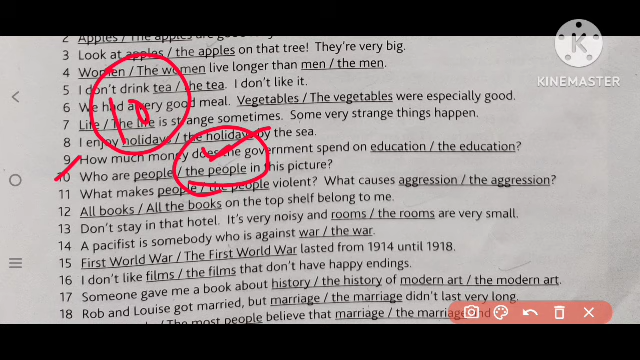 2 Apples / The apples are good
3 Look at apples / the apples on that tree! They're very big.
4 Women / The women live longer than men / the men.
5 I don't drink tea / the tea. I don't like it.
6 We had a very good meal. Vegetables / The vegetables were especially good.
7 Life / The life is strange sometimes. Some very strange things happen.
8 I enjoy holidays / the holidays by the sea.
9 How much money does the government spend on education / the education?
10 Who are people / the people in this picture?
11 What makes people / the people violent? What causes aggression / the aggression?
12 All books / All the books on the top shelf belong to me.
13 Don't stay in that hotel. It's very noisy and rooms / the rooms are very small.
14 A pacifist is somebody who is against war / the war.
15 First World War / The First World War lasted from 1914 until 1918.
16 I don't like films / the films that don't have happy endings.
17 Someone gave me a book about history / the history of modern art / the modern art.
18 Rob and Louise got married, but marriage / the marriage didn't last very long.
/ The most people believe that marriage / the marriage and
10
K
KINEMASTER